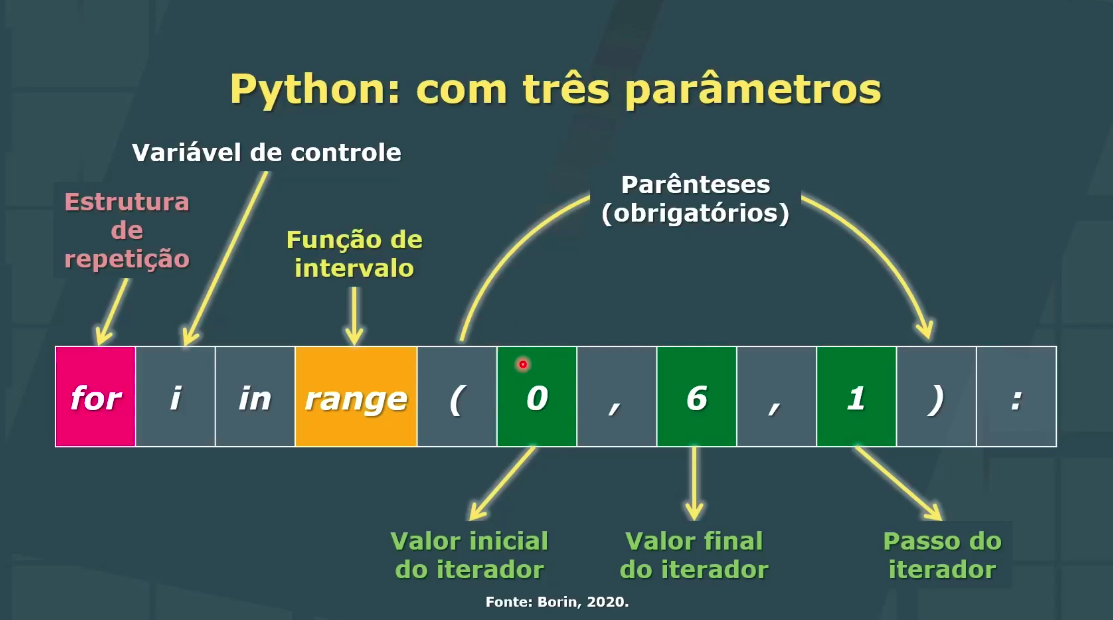 Python: com três parâmetros
Variável de controle
Estrutura
de
repetição
Função de
intervalo
Parênteses
(obrigatórios)
for i in range ( 0 , 6 , 1 ) :
Valor inicial
do iterador
Valor final
do iterador
Passo do
iterador
Fonte: Borin, 2020.